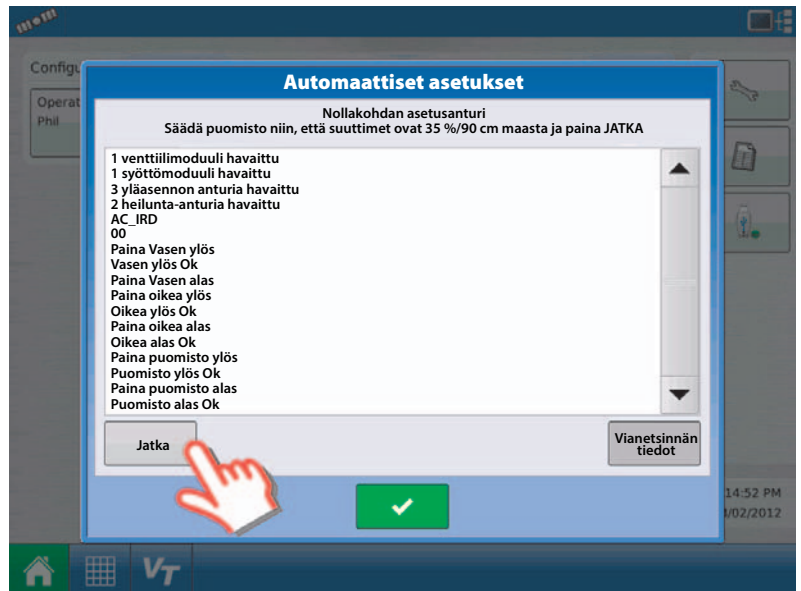 Configu
Operat
Phil
Automaattiset asetukset
Nollakohdan asetusanturi
Säädä puomisto niin, että suuttimet ovat 35 %/90 cm maasta ja paina JATKA
1 venttiilimoduuli havaittu
1 syöttömoduuli havaittu
3 yläasennon anturia havaittu
2 heilunta-anturia havaittu
AC_IRD
00
Paina Vasen ylös
Vasen ylös Ok
Paina Vasen alas
Paina oikea ylös
Oikea ylös Ok
Paina oikea alas
Oikea alas Ok
Paina puomisto ylös
Puomisto ylös Ok
Paina puomisto alas
Puomisto alas Ok
Jatka
Vianetsinnän
tiedot
14:52 PM
/02/2012
VT